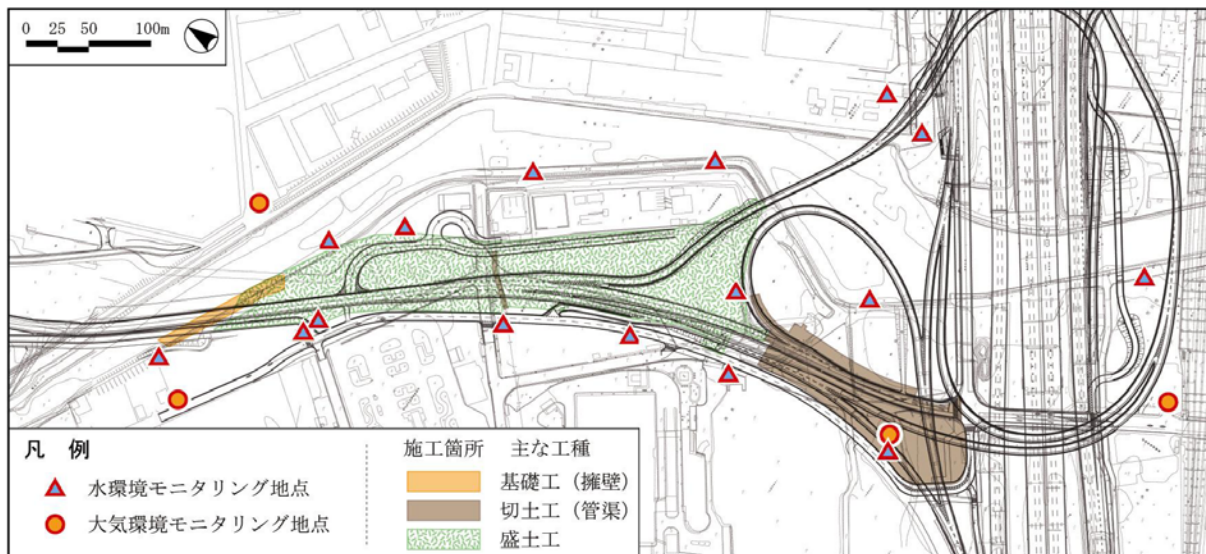 0 25 50 100m
凡 例
水環境モニタリング地点
大気環境モニタリング地点
施工箇所 主な工種
基礎工（擁壁）
切土工（管渠）
盛土工